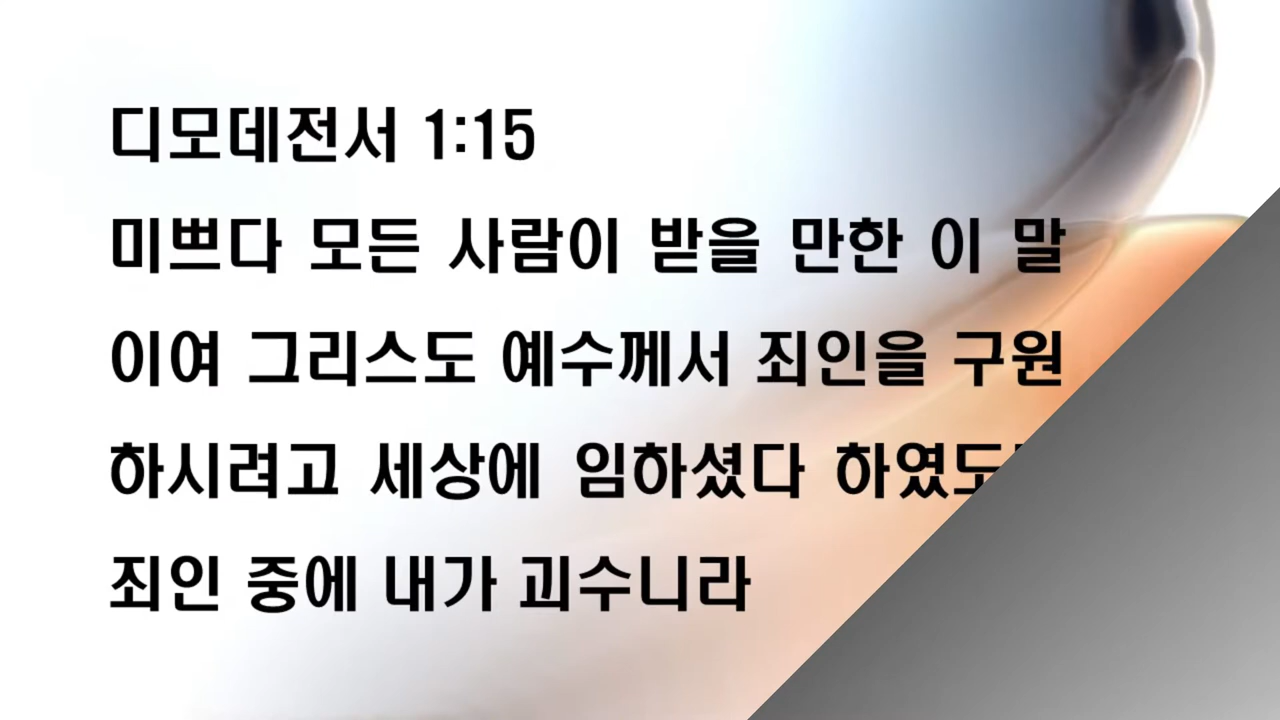 디모데전서 1:15
미쁘다 모든 사람이 받을 만한 이 말
이여 그리스도 예수께서 죄인을 구원
하시려고 세상에 임하셨다
죄인 중에 내가 괴수니라